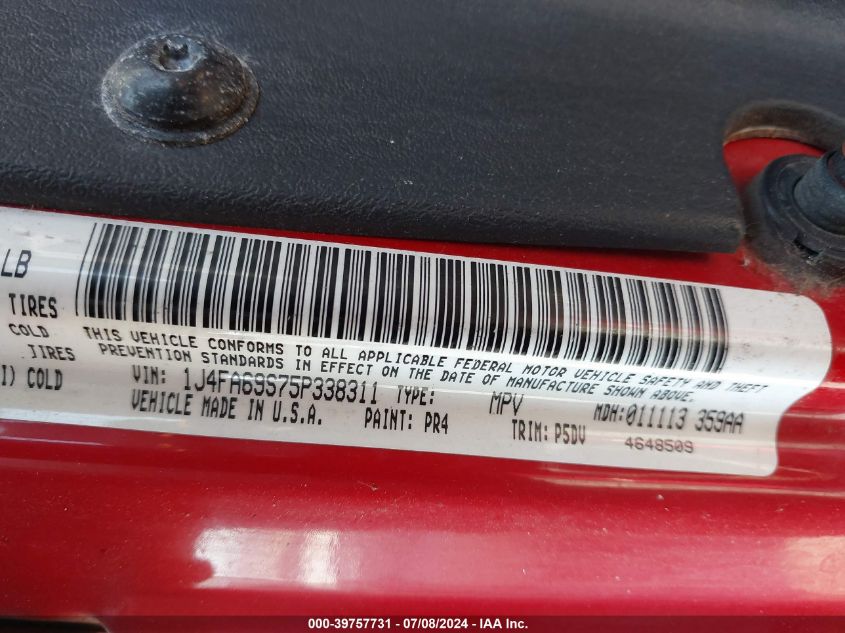 LB
TIRES
COLD
TIRES
I) COLD
THIS VEHICLE CONFORMS TO ALL APPLICABLE FEDERAL MOTOR VEHICLE SAFETY AND THEFT
PREVENTION STANDARDS IN EFFECT ON THE DATE OF MANUFACTURE SHOWN ABOVE.
VIN: 1J4FA69S75P338311 TYPE: MPV MDH:011113 359AA
VEHICLE MADE IN U.S.A. PAINT: PR4 TRIM: P5DV 4648509
000-39757731 - 07/08/2024 - IAA Inc.